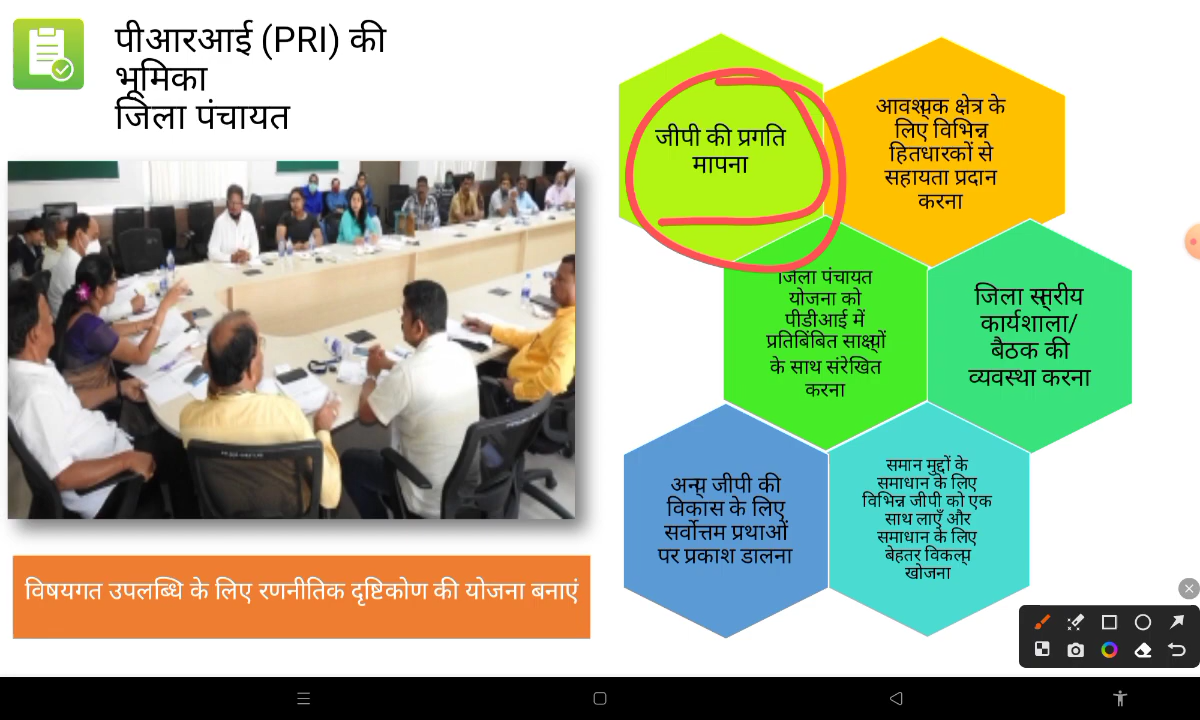 पीआरआई (PRI) की
भूमिका
जिला पंचायत
जीपी की प्रगति
मापना
आवश्यक क्षेत्र के
लिए विभिन्न
हितधारकों से
सहायता प्रदान
करना
जिला पंचायत
योजना को
पीडीआई में
प्रतिबिंबित साक्ष्यों
के साथ संरेखित
करना
जिला स्तरीय
कार्यशाला/
बैठक की
व्यवस्था करना
अन्य जीपी की
विकास के लिए
सर्वोत्तम प्रथाओं
पर प्रकाश डालना
समान मुद्दों के
समाधान के लिए
विभिन्न जीपी को एक
साथ लाएँ और
समाधान के लिए
बेहतर विकल्प
खोजना
विषयगत उपलब्धि के लिए रणनीतिक दृष्टिकोण की योजना बनाएं